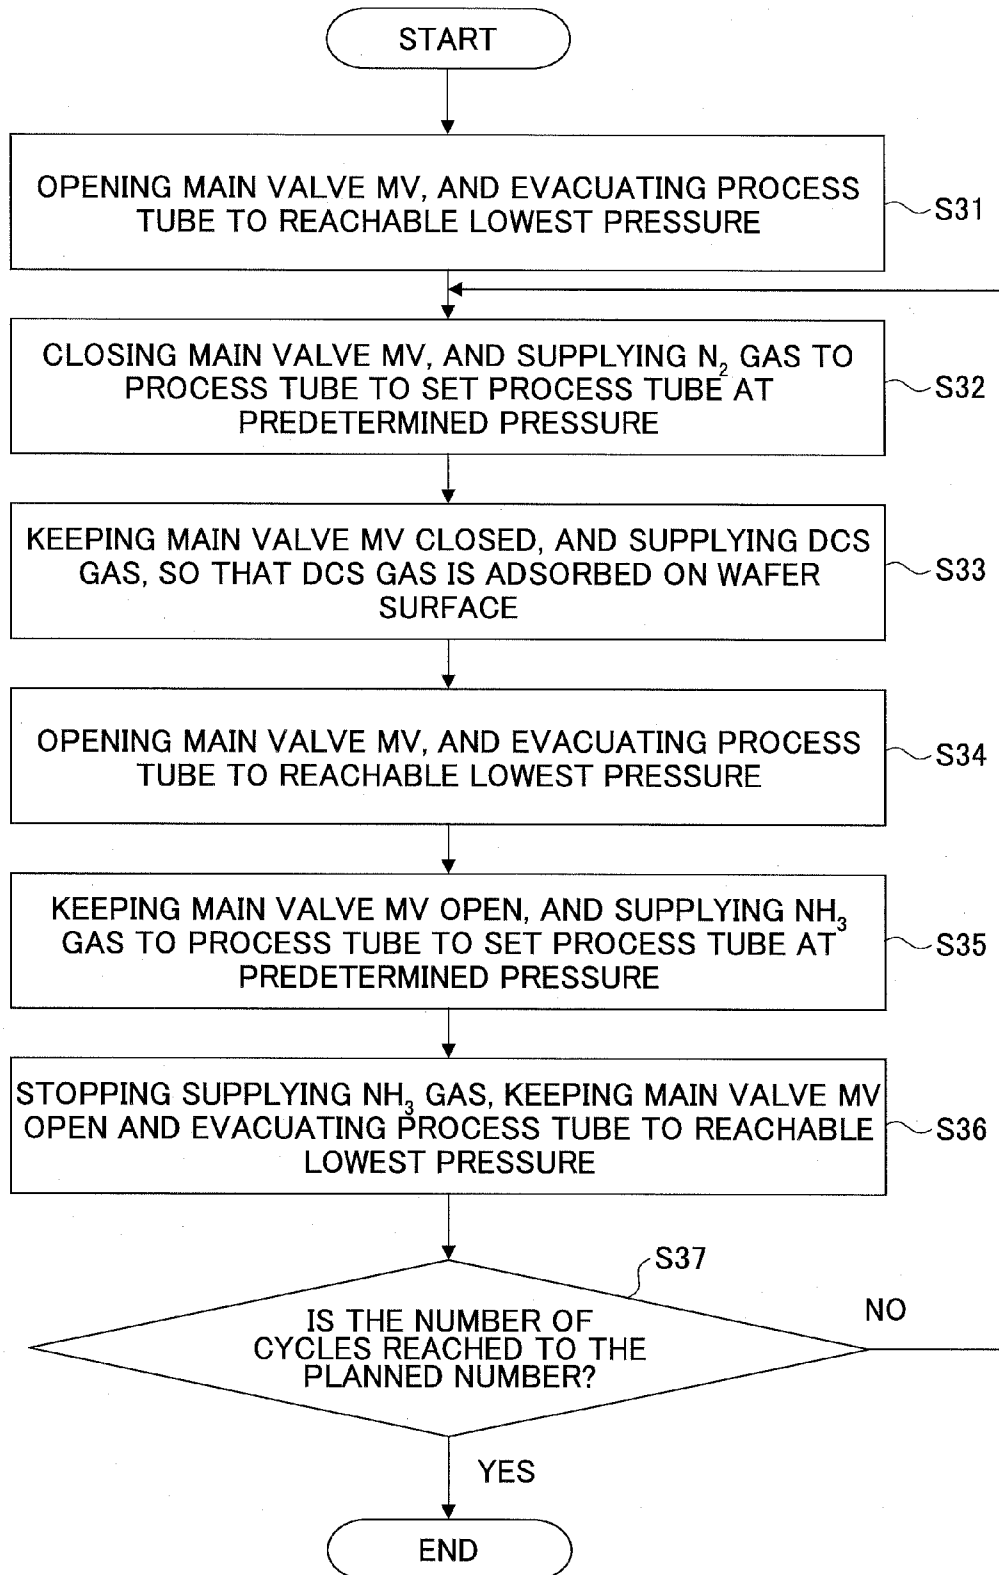 START
OPENING MAIN VALVE MV, AND EVACUATING PROCESS
TUBE TO REACHABLE LOWEST PRESSURE
S31
CLOSING MAIN VALVE MV, AND SUPPLYING N₂ GAS TO
PROCESS TUBE TO SET PROCESS TUBE AT
PREDETERMINED PRESSURE
S32
KEEPING MAIN VALVE MV CLOSED, AND SUPPLYING DCS
GAS, SO THAT DCS GAS IS ADSORBED ON WAFER
SURFACE
S33
OPENING MAIN VALVE MV, AND EVACUATING PROCESS
TUBE TO REACHABLE LOWEST PRESSURE
S34
KEEPING MAIN VALVE MV OPEN, AND SUPPLYING NH₃
GAS TO PROCESS TUBE TO SET PROCESS TUBE AT
PREDETERMINED PRESSURE
S35
STOPPING SUPPLYING NH₃ GAS, KEEPING MAIN VALVE MV
OPEN AND EVACUATING PROCESS TUBE TO REACHABLE
LOWEST PRESSURE
S36
S37
IS THE NUMBER OF
CYCLES REACHED TO THE
PLANNED NUMBER?
NO
YES
END